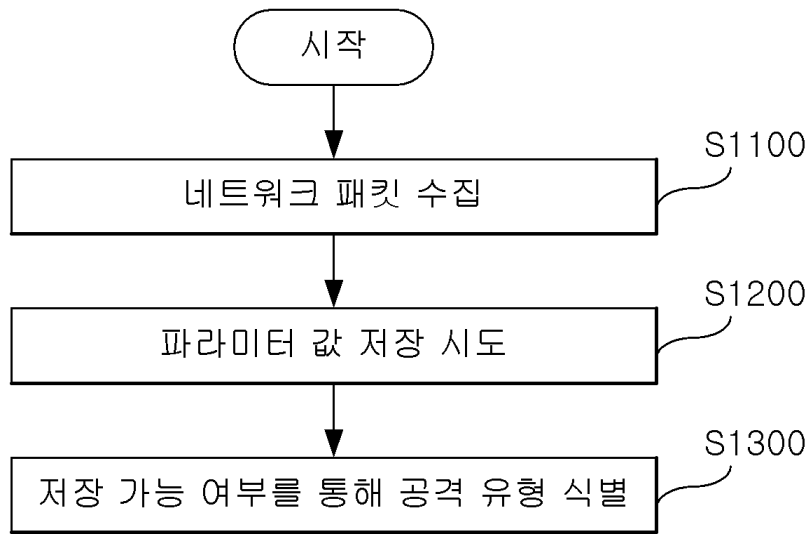 시작
S1100
네트워크 패킷 수집
S1200
파라미터 값 저장 시도
S1300
저장 가능 여부를 통해 공격 유형 식별